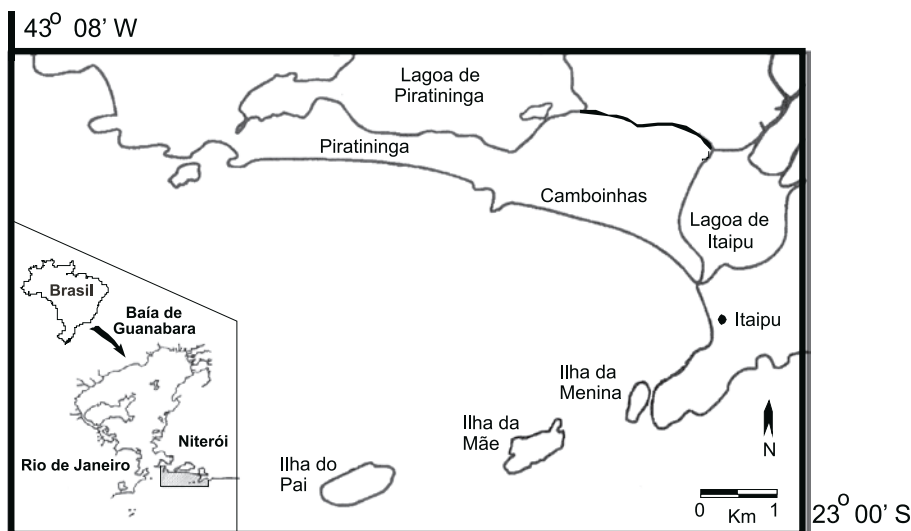 43° 08’ W
Lagoa de
Piratininga
Piratininga
Camboinhas
Lagoa de
Itaipu
Brasil
Baía de
Guanabara
Itaipu
Ilha da
Menina
Ilha da
Mãe
Niterói
Rio de Janeiro
Ilha do
Pai
N
0 Km 1
23° 00’ S